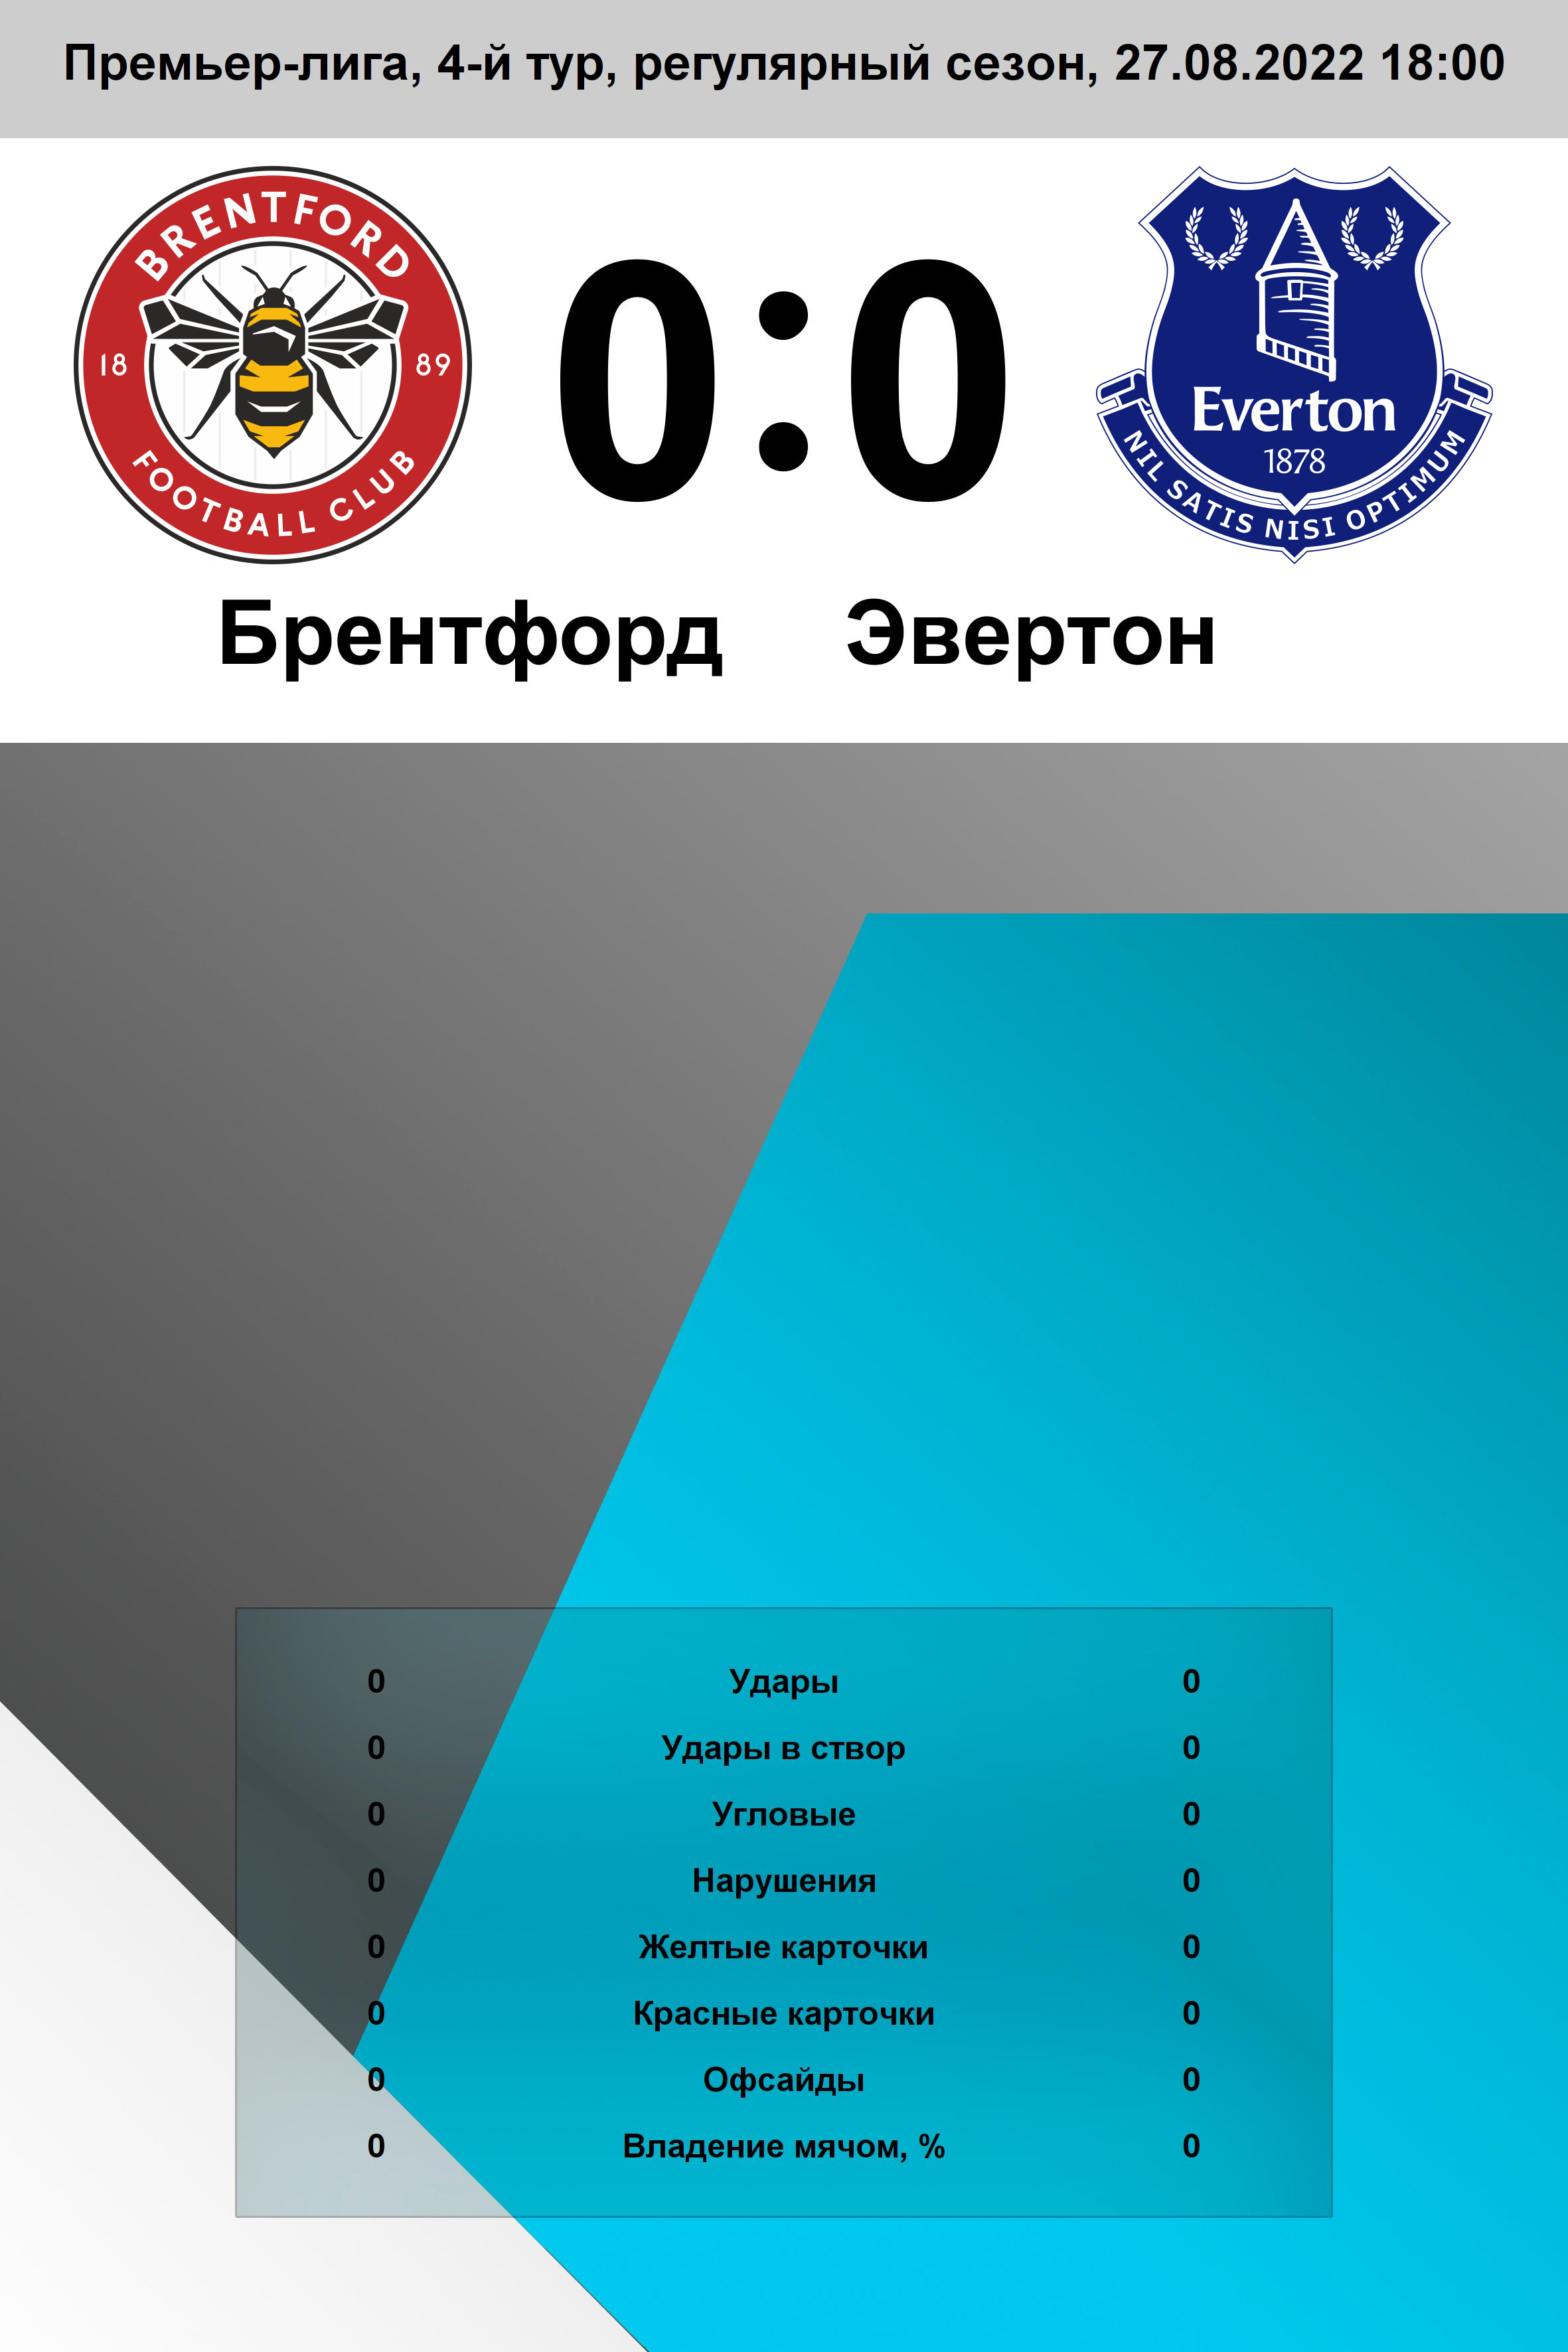 Премьер-лига, 4-й тур, регулярный сезон, 27.08.2022 18:00
BRENTFORD
18 89
FOOTBALL CLUB
0:0
Everton
1878
NIL SATIS NISI OPTIMUM
Брентфорд Эвертон
0 Удары 0
0 Удары в створ 0
0 Угловые 0
0 Нарушения 0
0 Желтые карточки 0
0 Красные карточки 0
0 Офсайды 0
0 Владение мячом, % 0